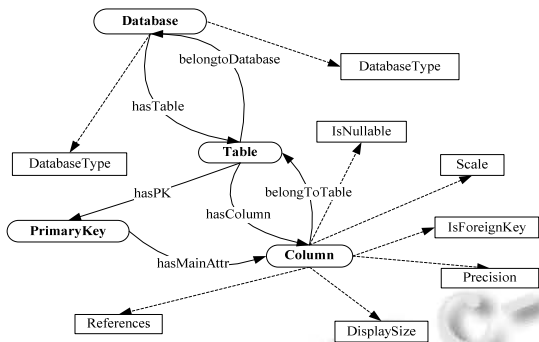 Database
belongtoDatabase
DatabaseType
hasTable
IsNullable
DatabaseType
Table
Scale
hasPK
belongToTable
hasColumn
PrimaryKey
IsForeignKey
hasMainAttr
Column
Precision
References
DisplaySize